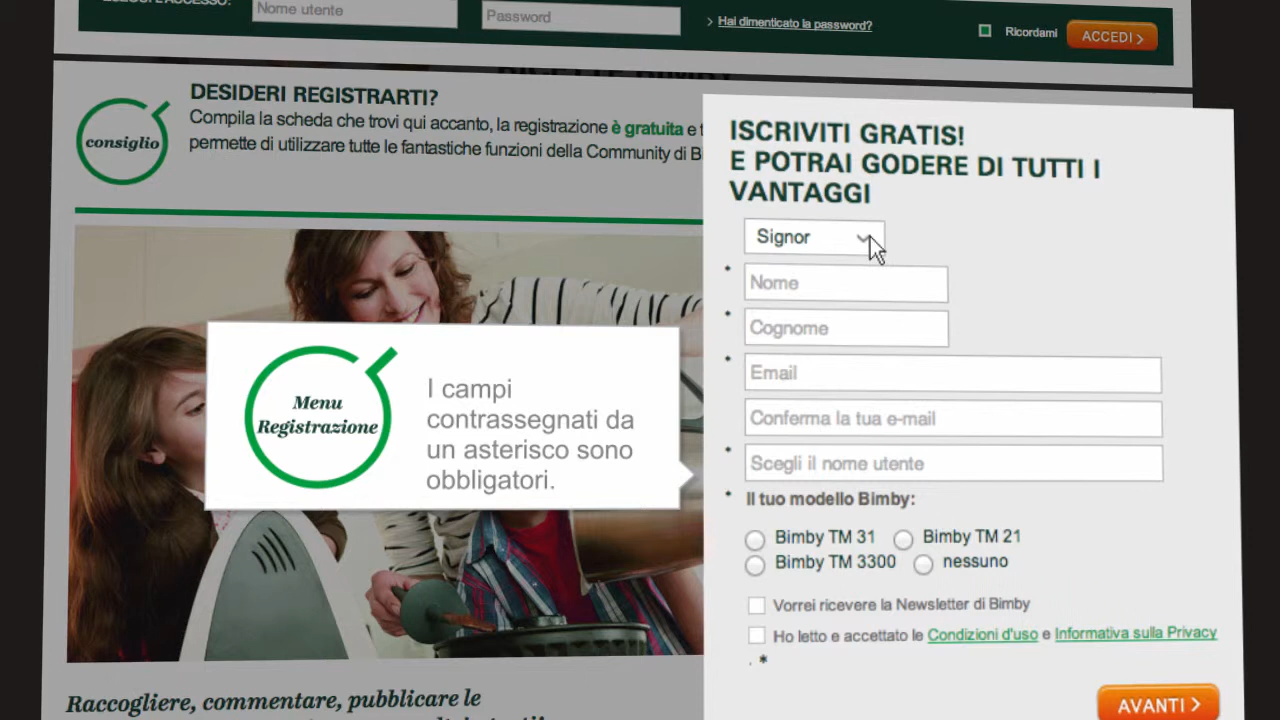 Nome utente
Password
Hai dimenticato la password?
Ricordami
ACCEDI
consiglio
DESIDERI REGISTRARTI?
Compila la scheda che trovi qui accanto, la registrazione è gratuita e
permette di utilizzare tutte le fantastiche funzioni della Community di
ISCRIVITI GRATIS!
E POTRAI GODERE DI TUTTI I
VANTAGGI
Signor
* Nome
* Cognome
* Email
Conferma la tua e-mail
* Scegli il nome utente
* Il tuo modello Bimby:
Bimby TM 31 Bimby TM 21
Bimby TM 3300 nessuno
Vorrei ricevere la Newsletter di Bimby
Ho letto e accettato le Condizioni d'uso e Informativa sulla Privacy
. *
AVANTI
Menu
Registrazione
I campi
contrassegnati da
un asterisco sono
obbligatori.
Raccogliere, commentare, pubblicare le